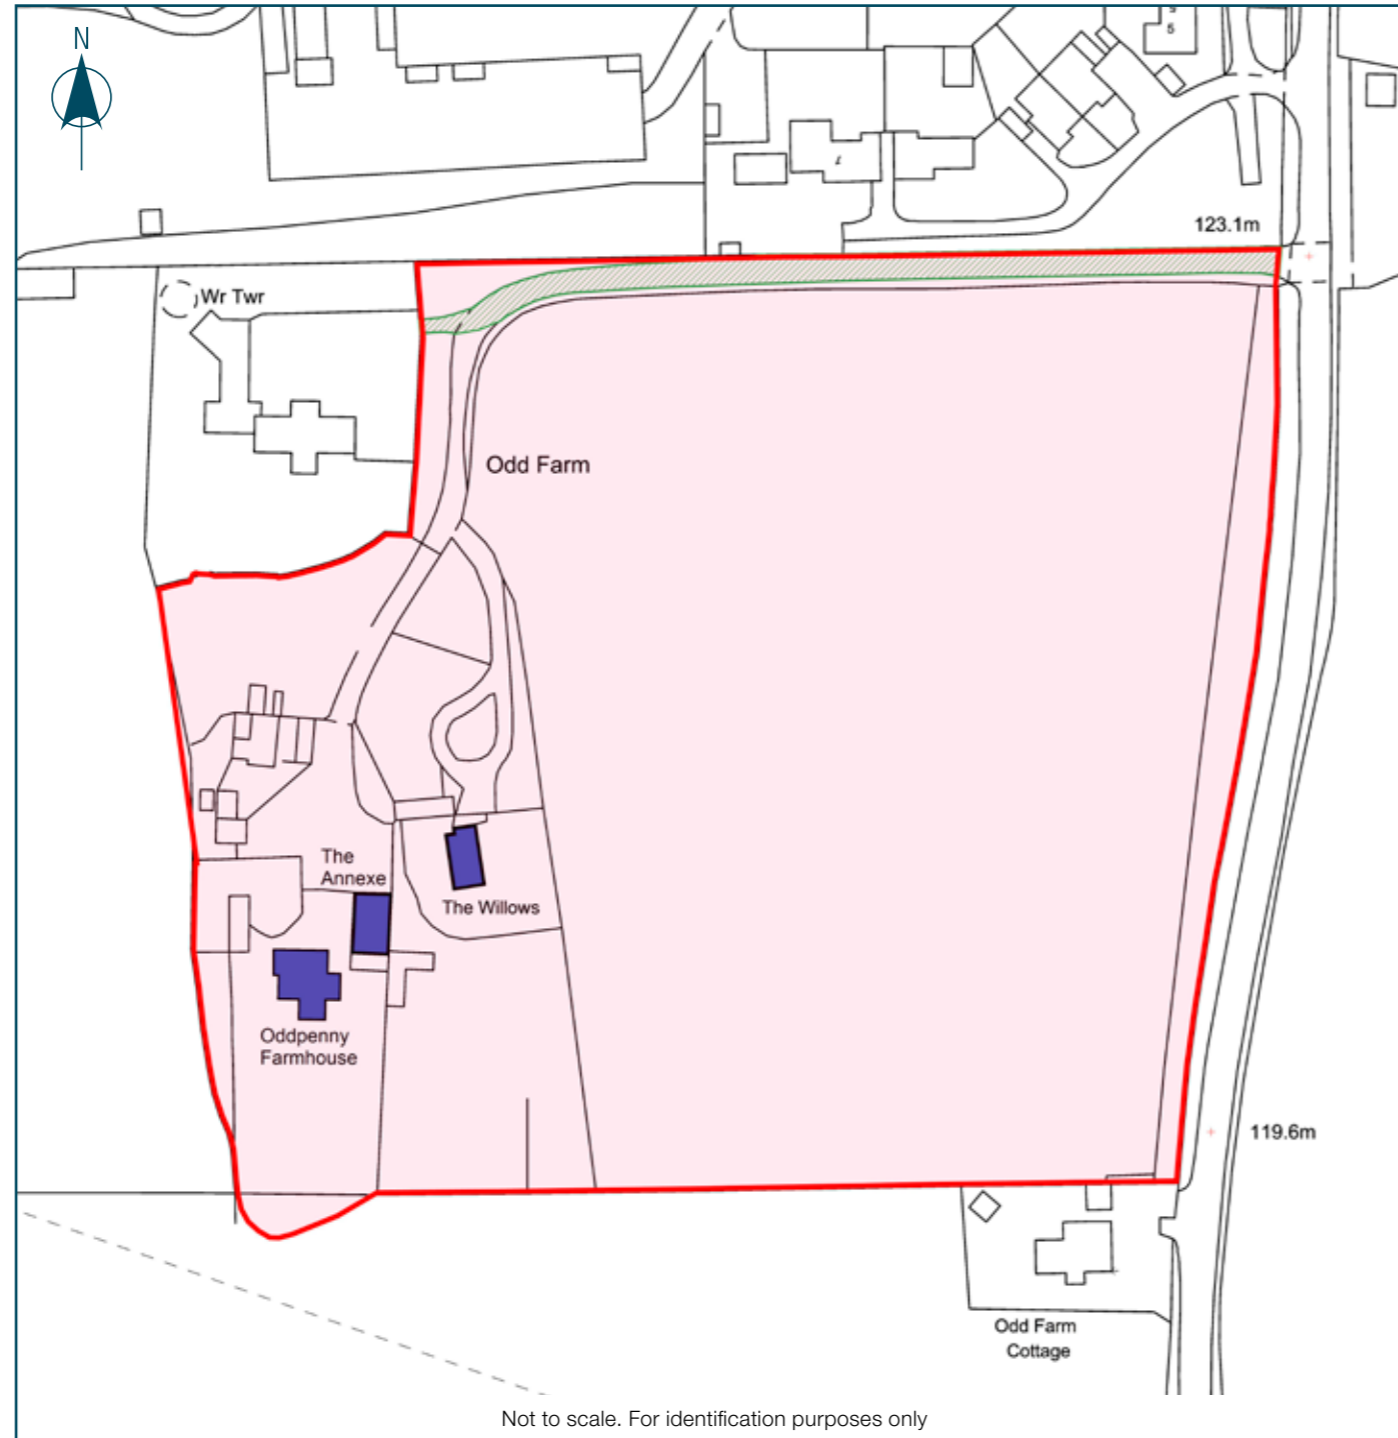 N
5
123.1m
Wr Twr
Odd Farm
The
Annexe
The Willows
Oddpenny
Farmhouse
119.6m
Odd Farm
Cottage
Not to scale. For identification purposes only